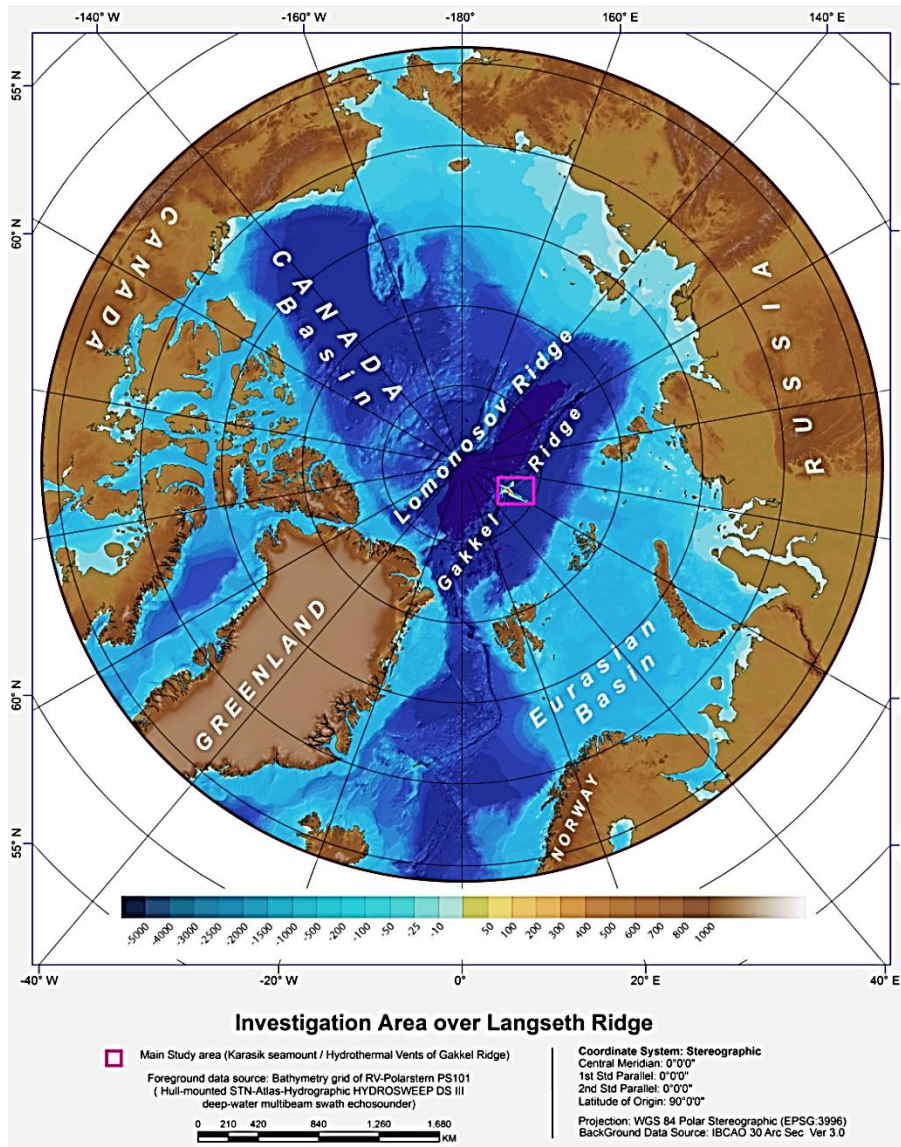 -140° W
-160° W
-180°
160° E
140° E
55° N
60° N
60° N
55° N
CANADA
CANADA
Basin
RUSSIA
Lomonosov Ridge
Gakkel Ridge
GREENLAND
Eurasian
Basin
NORWAY
-5000
-4000
-3000
-2500
-2000
-1500
-1000
-500
-200
-100
-50
-25
-10
50
100
200
300
400
500
600
700
800
1000
-40° W
-20° W
0°
20° E
40° E
Investigation Area over Langseth Ridge
Main Study area (Karasik seamount / Hydrothermal Vents of Gakkel Ridge)
Foreground data source: Bathymetry grid of RV-Polarstern PS101
( Hull-mounted STN-Atlas-Hydrographic HYDROSWEEP DS III
deep-water multibeam swath echosounder)
0 210 420 840 1,260 1,680
KM
Coordinate System: Stereographic
Central Meridian: 0°0'0"
1st Std Parallel: 0°0'0"
2nd Std Parallel: 0°0'0"
Latitude of Origin: 90°0'0"
Projection: WGS 84 Polar Stereographic (EPSG:3996)
BackGround Data Source: IBCAO 30 Arc Sec Ver 3.0